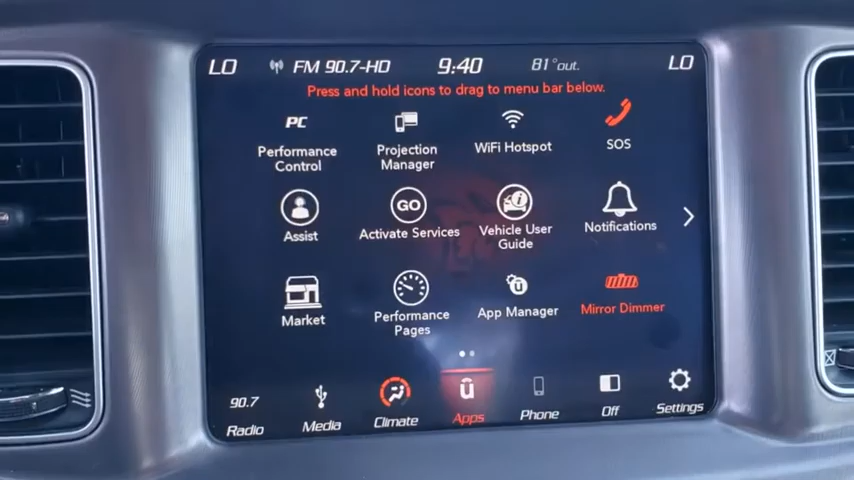 LO FM 90.7-HD 9:40 81°out. LO
Press and hold icons to drag to menu bar below.
PC
Performance Control
Projection Manager
WiFi Hotspot
SOS
Assist
GO
Activate Services
i
Vehicle User Guide
Notifications
Market
Performance Pages
App Manager
Mirror Dimmer
90.7
Radio
Media
Climate
Apps
Phone
Off
Settings